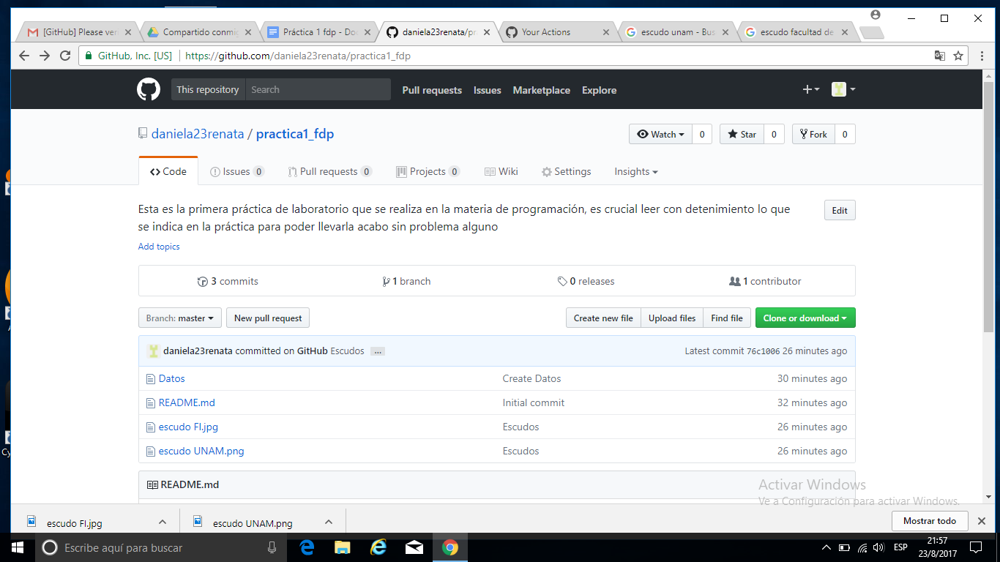 [GitHub] Please ver
Compartido conmi
Práctica 1 fdp - Doc
daniela23renata/pr
Your Actions
escudo unam - Bus
escudo facultad de
GitHub, Inc. [US]
https://github.com/daniela23renata/practica1_fdp
This repository
Search
Pull requests
Issues
Marketplace
Explore
daniela23renata / practica1_fdp
Watch
0
Star
0
Fork
0
Code
Issues 0
Pull requests 0
Projects 0
Wiki
Settings
Insights
Esta es la primera práctica de laboratorio que se realiza en la materia de programación, es crucial leer con detenimiento lo que
se indica en la práctica para poder llevarla acabo sin problema alguno
Edit
Add topics
3 commits
1 branch
0 releases
1 contributor
Branch: master
New pull request
Create new file
Upload files
Find file
Clone or download
daniela23renata committed on GitHub Escudos ...
Latest commit 76c1006 26 minutes ago
Datos
Create Datos
30 minutes ago
README.md
Initial commit
32 minutes ago
escudo FI.jpg
Escudos
26 minutes ago
escudo UNAM.png
Escudos
26 minutes ago
README.md
Activar Windows
Ve a Configuración para activar Windows.
escudo FI.jpg
escudo UNAM.png
Mostrar todo
Escribe aquí para buscar
ESP
21:57
23/8/2017